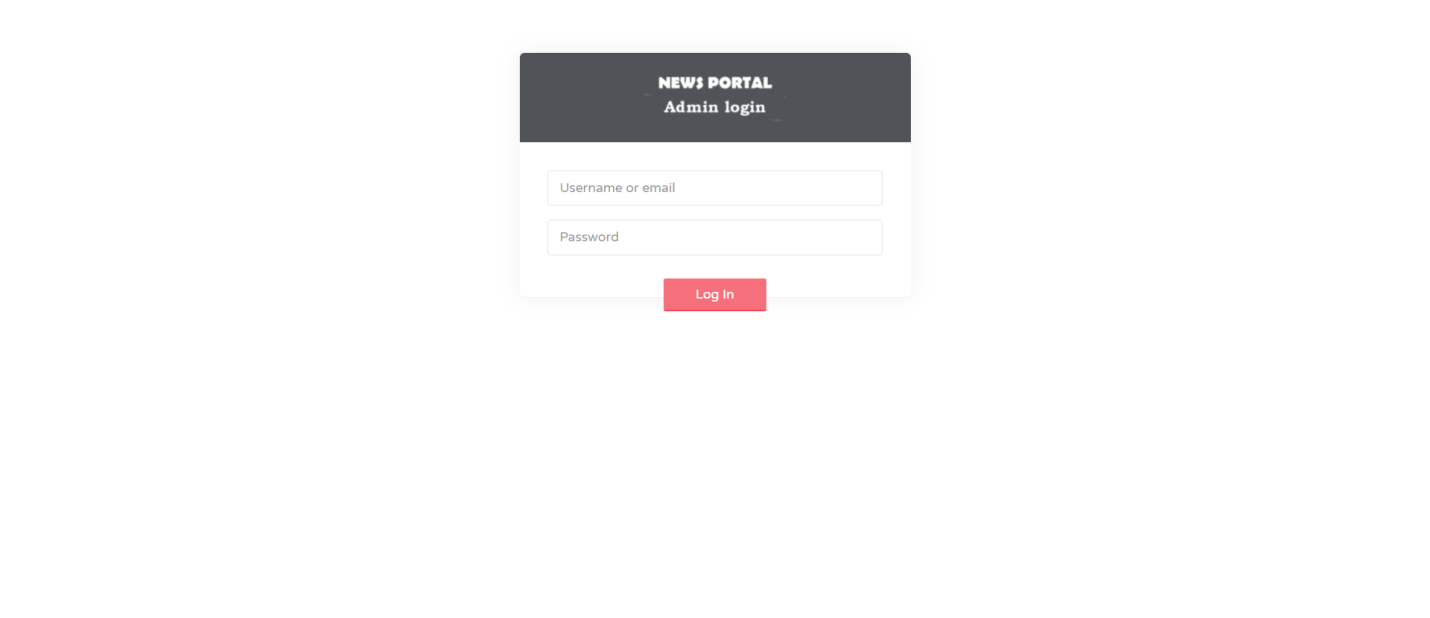 NEWS PORTAL
Admin login
Username or email
Password
Log In